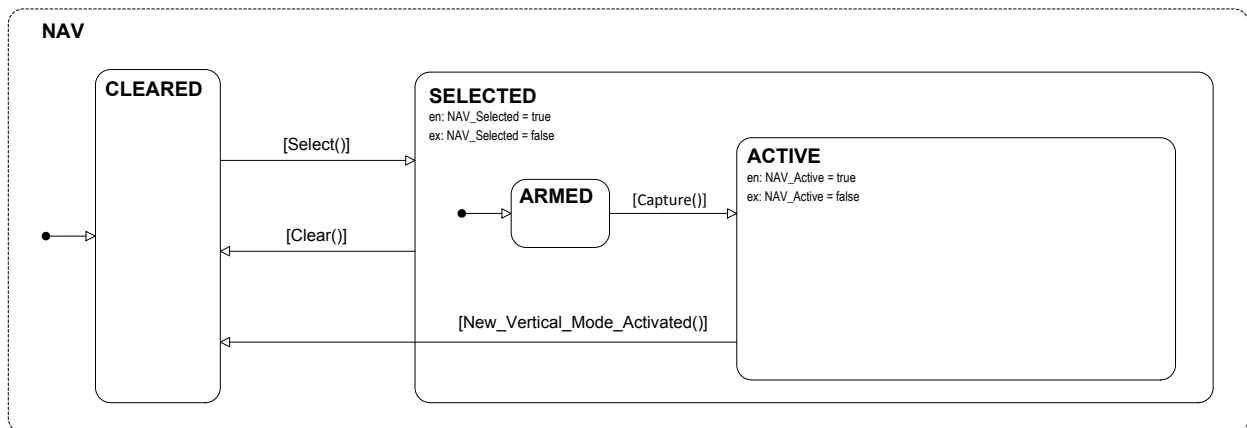 NAV
CLEARED
SELECTED
en: NAV_Selected = true
ex: NAV_Selected = false
[Select()]
ACTIVE
en: NAV_Active = true
ex: NAV_Active = false
ARMED
[Capture()]
[Clear()]
[New_Vertical_Mode_Activated()]